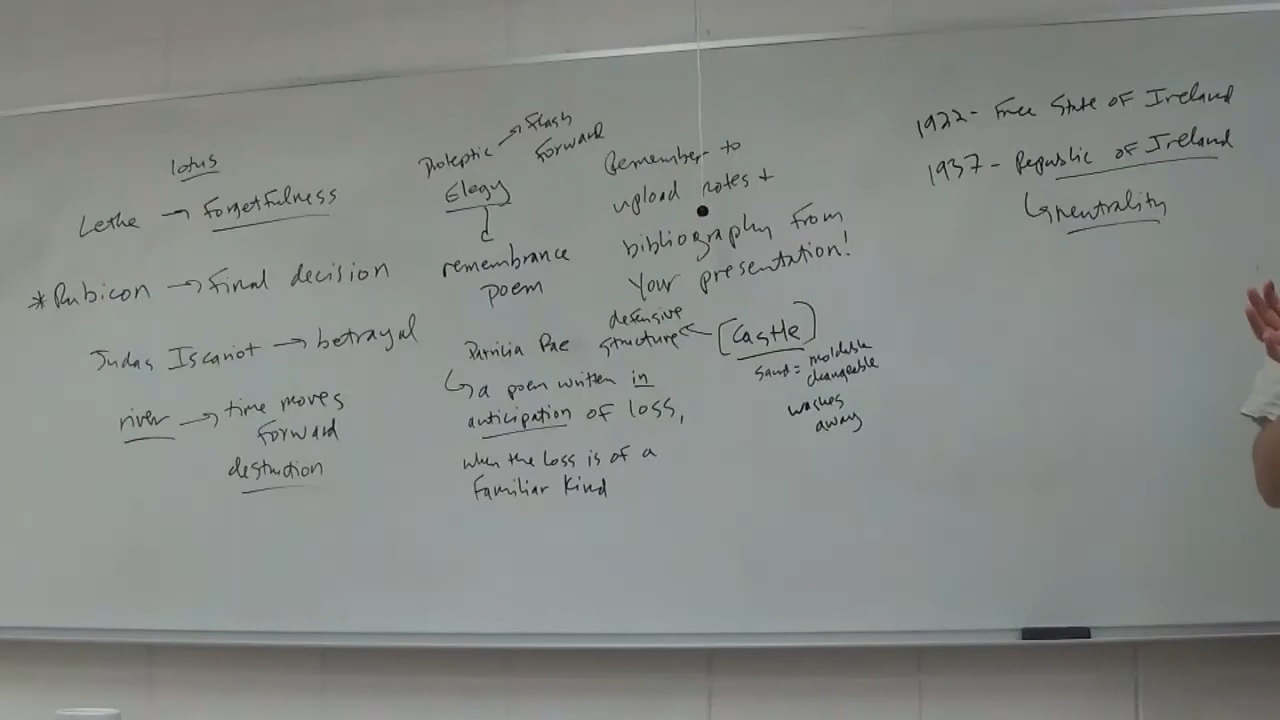 lotus
Lethe → Forgetfulness
*Rubicon → Final decision
Judas Iscariot → betrayal
river → time moves
forward
destruction
Proleptic → Flash
Forward
Elegy
remembrance
poem
Patricia Rae
↳ a poem written in
anticipation of loss,
when the loss is of a
Familiar Kind
Remember to
upload notes +
bibliography from
your presentation!
defensive
structure ← [Castle]
Sand = moldable
changeable
washes
away
1922 - Free State of Ireland
1937 - Republic of Ireland
↳ neutrality